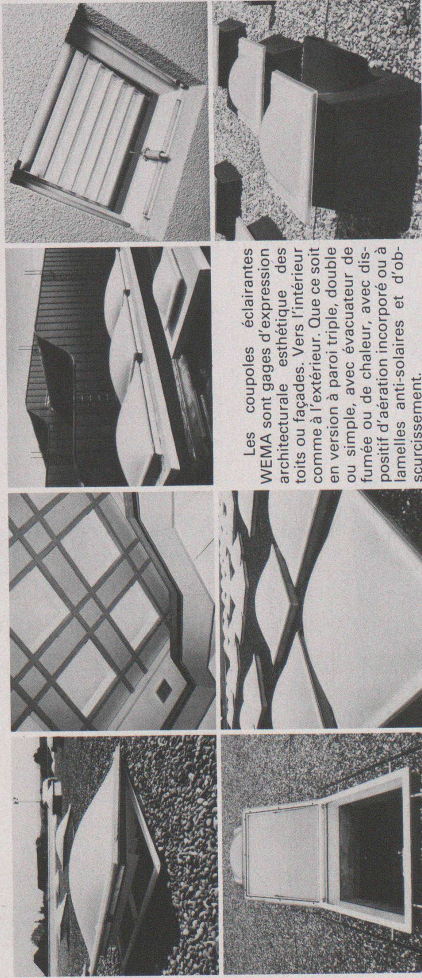 Les coupoles éclairantes
WEMA sont gages d'expression
architecturale esthétique des
toits ou façades. Vers l'intérieur
comme à l'extérieur. Que ce soit
en version à paroi triple, double
ou simple, avec évacuateur de
fumée ou de chaleur, avec dis-
positif d'aération incorporé ou à
lamelles anti-solaires et d'ob-
scurcissement.